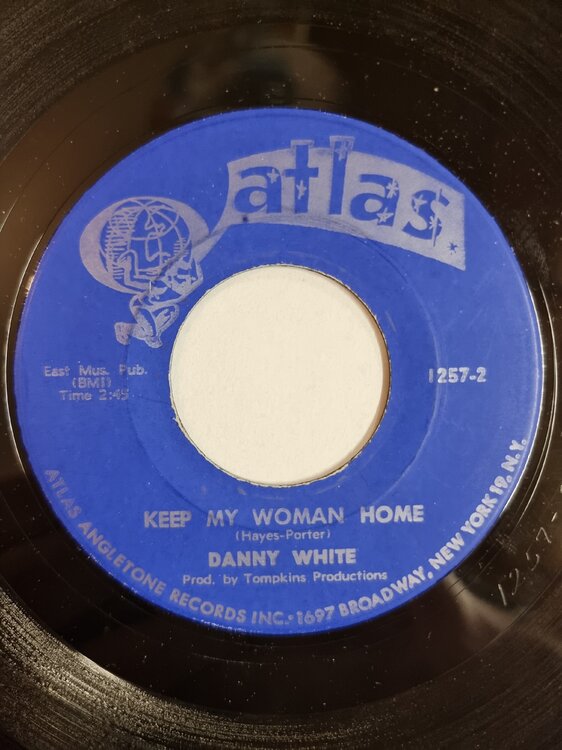 atlas
East Mus. Pub.
(BMI)
Time 2:45
1257-2
KEEP MY WOMAN HOME
(Hayes-Porter)
DANNY WHITE
Prod. by Tompkins Productions
ATLAS ANGLETONE RECORDS INC. • 1697 BROADWAY, NEW YORK 19, N.Y.
1257-